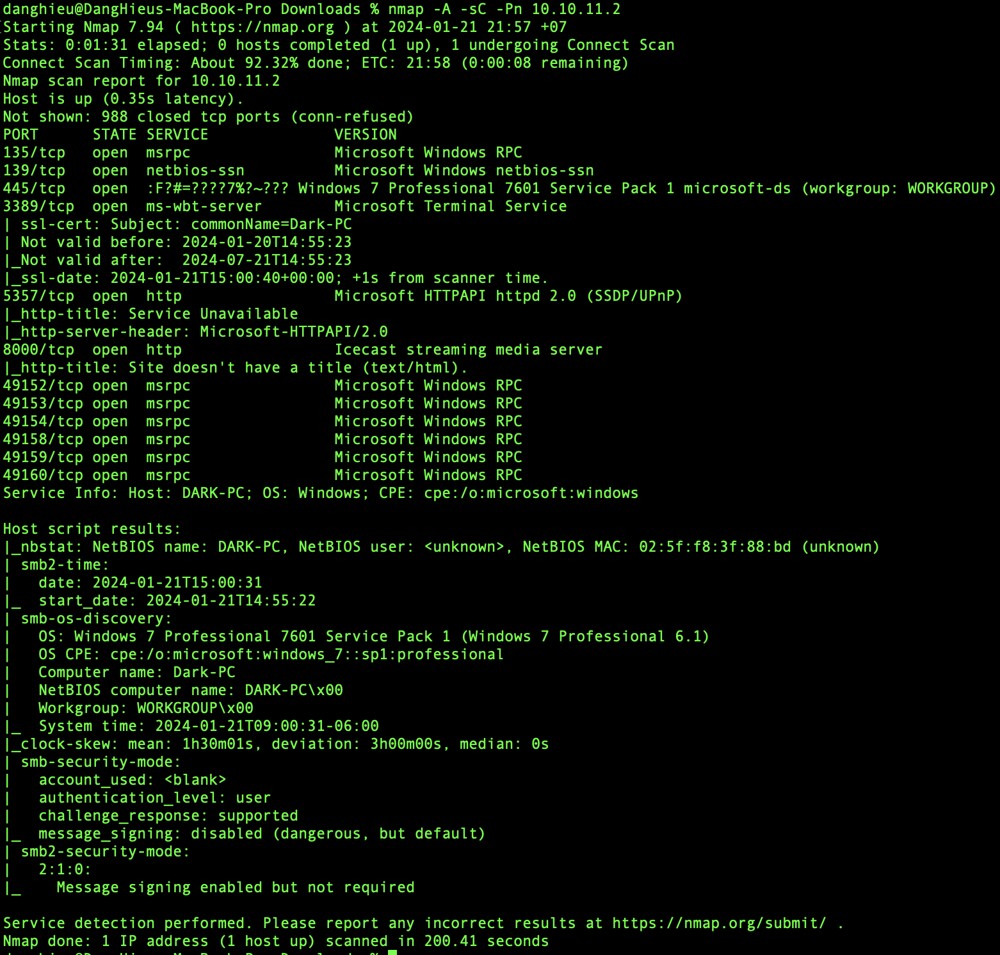 danghieu@DangHieus-MacBook-Pro Downloads % nmap -A -sC -Pn 10.10.11.2
Starting Nmap 7.94 ( https://nmap.org ) at 2024-01-21 21:57 +07
Stats: 0:01:31 elapsed; 0 hosts completed (1 up), 1 undergoing Connect Scan
Connect Scan Timing: About 92.32% done; ETC: 21:58 (0:00:08 remaining)
Nmap scan report for 10.10.11.2
Host is up (0.35s latency).
Not shown: 988 closed tcp ports (conn-refused)
PORT      STATE SERVICE              VERSION
135/tcp   open  msrpc                Microsoft Windows RPC
139/tcp   open  netbios-ssn          Microsoft Windows netbios-ssn
445/tcp   open  :F?#=????7%?~??? Windows 7 Professional 7601 Service Pack 1 microsoft-ds (workgroup: WORKGROUP)
3389/tcp  open  ms-wbt-server        Microsoft Terminal Service
| ssl-cert: Subject: commonName=Dark-PC
| Not valid before: 2024-01-20T14:55:23
|_Not valid after:  2024-07-21T14:55:23
|_ssl-date: 2024-01-21T15:00:40+00:00; +1s from scanner time.
5357/tcp  open  http                 Microsoft HTTPAPI httpd 2.0 (SSDP/UPnP)
|_http-title: Service Unavailable
|_http-server-header: Microsoft-HTTPAPI/2.0
8000/tcp  open  http                 Icecast streaming media server
|_http-title: Site doesn't have a title (text/html).
49152/tcp open  msrpc                Microsoft Windows RPC
49153/tcp open  msrpc                Microsoft Windows RPC
49154/tcp open  msrpc                Microsoft Windows RPC
49158/tcp open  msrpc                Microsoft Windows RPC
49159/tcp open  msrpc                Microsoft Windows RPC
49160/tcp open  msrpc                Microsoft Windows RPC
Service Info: Host: DARK-PC; OS: Windows; CPE: cpe:/o:microsoft:windows

Host script results:
|_nbstat: NetBIOS name: DARK-PC, NetBIOS user: <unknown>, NetBIOS MAC: 02:5f:f8:3f:88:bd (unknown)
| smb2-time:
|   date: 2024-01-21T15:00:31
|_  start_date: 2024-01-21T14:55:22
| smb-os-discovery:
|   OS: Windows 7 Professional 7601 Service Pack 1 (Windows 7 Professional 6.1)
|   OS CPE: cpe:/o:microsoft:windows_7::sp1:professional
|   Computer name: Dark-PC
|   NetBIOS computer name: DARK-PC\x00
|   Workgroup: WORKGROUP\x00
|_  System time: 2024-01-21T09:00:31-06:00
|_clock-skew: mean: 1h30m01s, deviation: 3h00m00s, median: 0s
| smb-security-mode:
|   account_used: <blank>
|   authentication_level: user
|   challenge_response: supported
|_  message_signing: disabled (dangerous, but default)
| smb2-security-mode:
|   2:1:0:
|_    Message signing enabled but not required

Service detection performed. Please report any incorrect results at https://nmap.org/submit/ .
Nmap done: 1 IP address (1 host up) scanned in 200.41 seconds